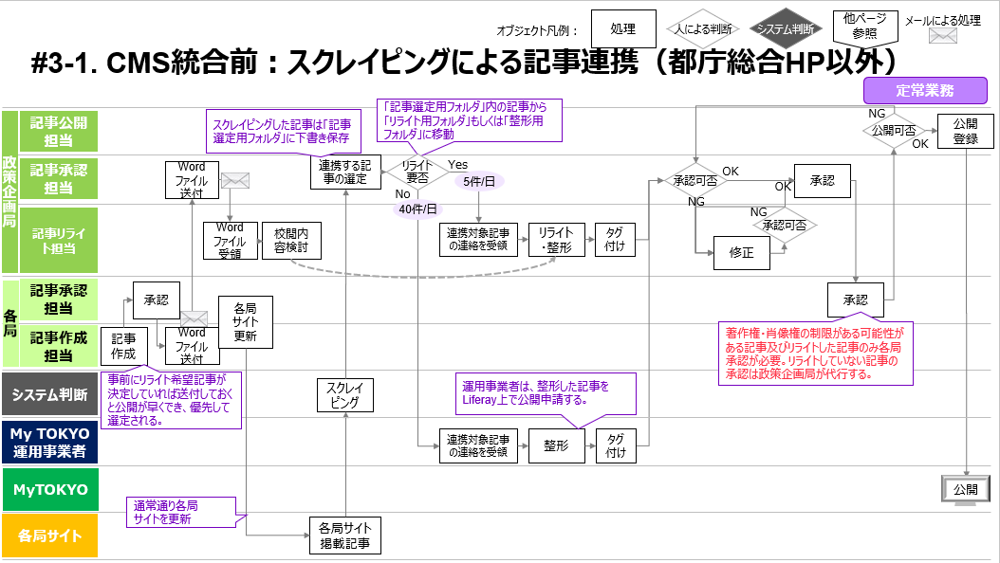 オブジェクト凡例：
処理
人による判断
システム判断
他ページ
参照
メールによる処理
#3-1. CMS統合前：スクレイピングによる記事連携（都庁総合HP以外）
定常業務
政策企画局
記事公開
担当
記事承認
担当
記事リライ
ト担当
各局
記事承認
担当
記事作成
担当
システム判断
My TOKYO
運用事業者
MyTOKYO
各局サイト
スクレイピングした記事は「記事
選定用フォルダ」に下書き保存
「記事選定用フォルダ」内の記事から
「リライト用フォルダ」もしくは「整形用
フォルダ」に移動
NG
公開可否
OK
公開
登録
Word
ファイル
送付
連携する記
事の選定
リライト
要否
Yes
5件/日
No
40件/日
承認可否
OK
NG
OK
承認
Word
ファイル
受領
校閲内
容検討
連携対象記事
の連絡を受領
リライト
・整形
タグ
付け
NG
承認可否
修正
承認
承認
各局
サイト
更新
記事
作成
Word
ファイル
送付
著作権・肖像権の制限がある可能性が
ある記事及びリライトした記事のみ各局
承認が必要。リライトしていない記事の
承認は政策企画局が代行する。
事前にリライト希望記事が
決定していれば送付しておく
と公開が早くでき、優先して
選定される。
スクレイ
ピング
運用事業者は、整形した記事を
Liferay上で公開申請する。
連携対象記事
の連絡を受領
整形
タグ
付け
公開
通常通り各局
サイトを更新
各局サイト
掲載記事